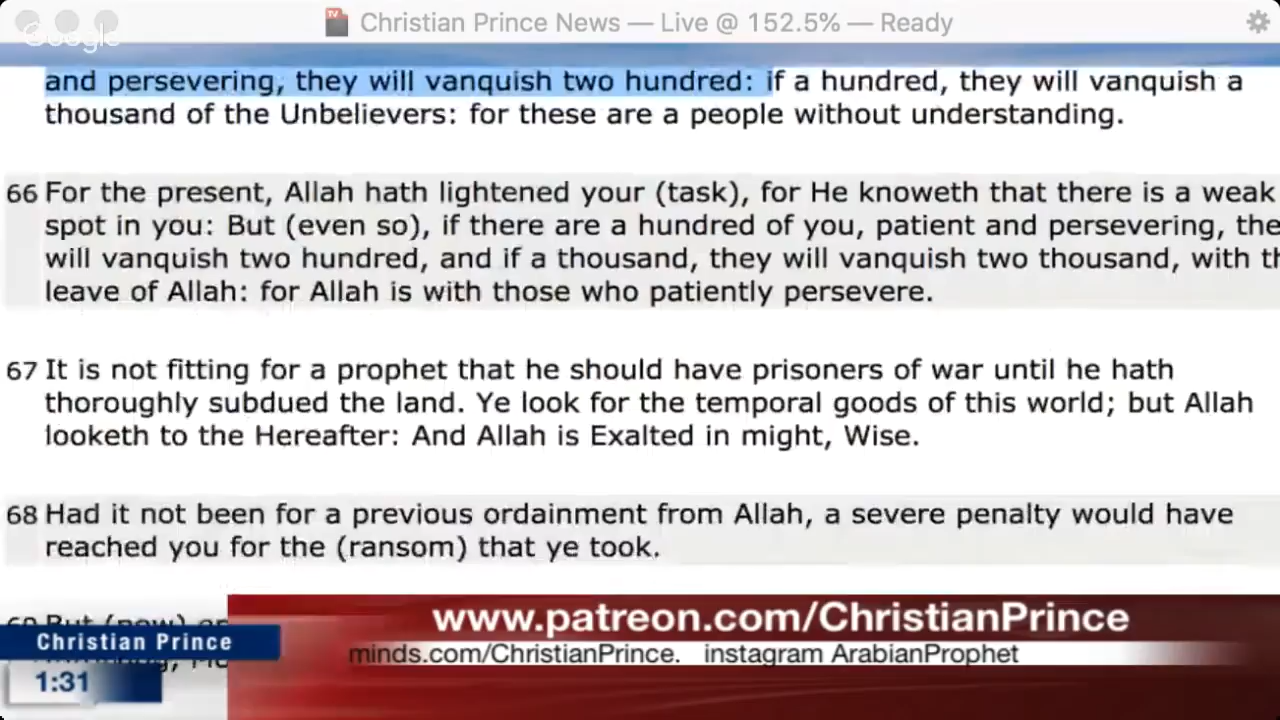 Christian Prince News — Live @ 152.5% — Ready
Google
and persevering, they will vanquish two hundred: if a hundred, they will vanquish a
thousand of the Unbelievers: for these are a people without understanding.
66 For the present, Allah hath lightened your (task), for He knoweth that there is a weak
spot in you: But (even so), if there are a hundred of you, patient and persevering, the
will vanquish two hundred, and if a thousand, they will vanquish two thousand, with th
leave of Allah: for Allah is with those who patiently persevere.
67 It is not fitting for a prophet that he should have prisoners of war until he hath
thoroughly subdued the land. Ye look for the temporal goods of this world; but Allah
looketh to the Hereafter: And Allah is Exalted in might, Wise.
68 Had it not been for a previous ordainment from Allah, a severe penalty would have
reached you for the (ransom) that ye took.
69 But (now)
www.patreon.com/ChristianPrince
Christian Prince
minds.com/ChristianPrince. instagram ArabianProphet
1:31